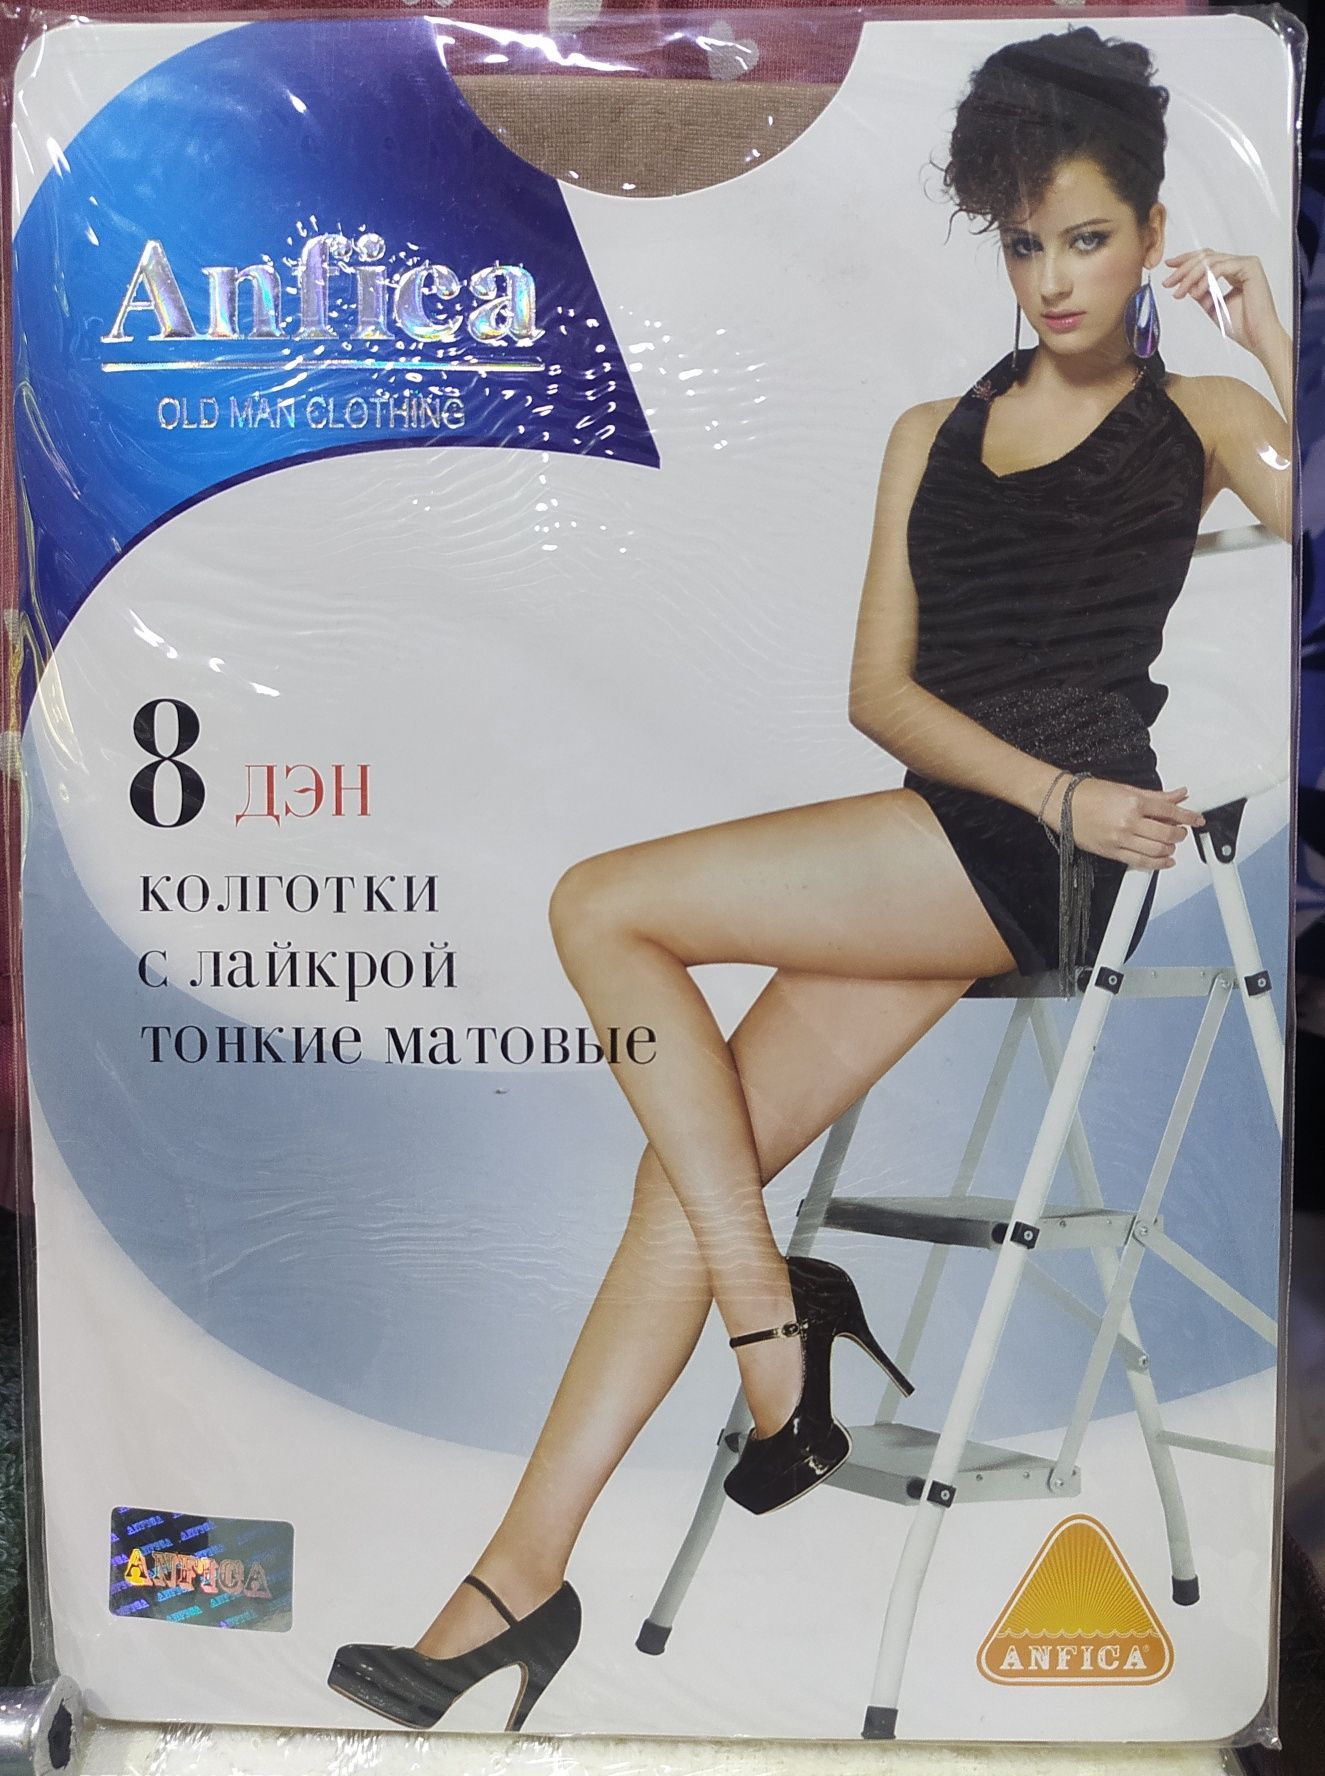 Anfica
OLD MAN CLOTHING
8 дэн
колготки
с лайкрой
тонкие матовые
ANFICA
ANFICA